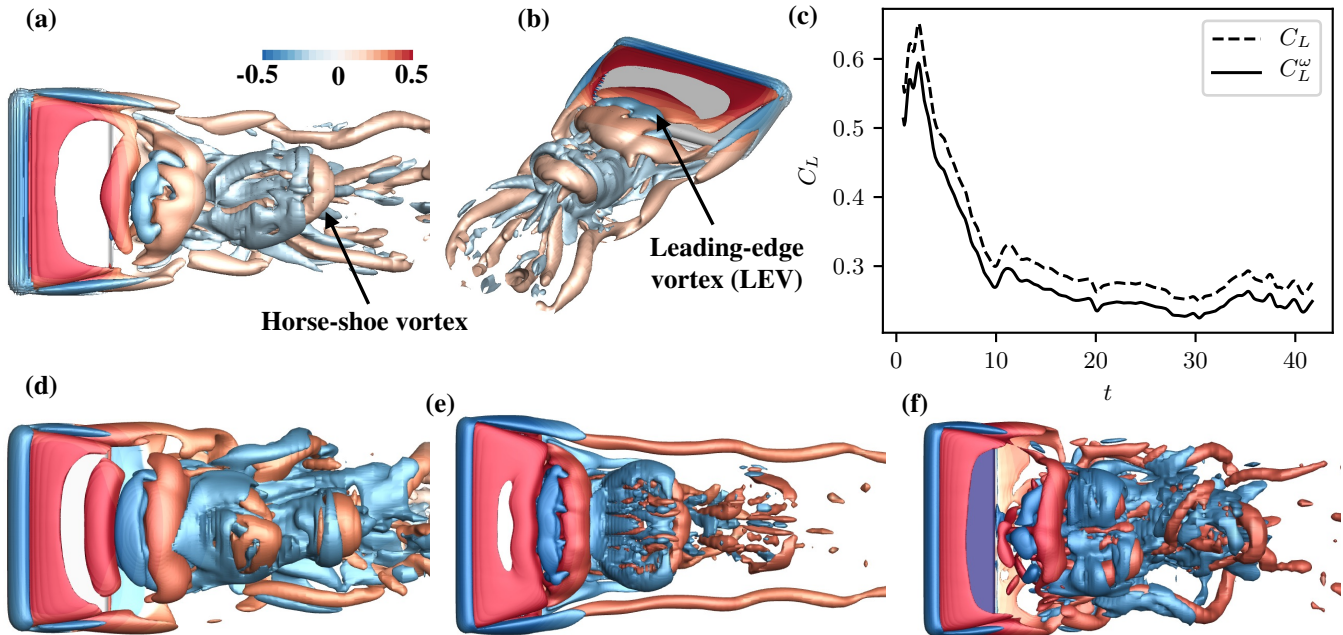 (a)
-0.5 0 0.5
Horse-shoe vortex
(b)
Leading-edge
vortex (LEV)
(c)
C_L
C_L^ω
0.6
0.5
0.4
0.3
C_L
0 10 20 30 40
t
(d)
(e)
(f)